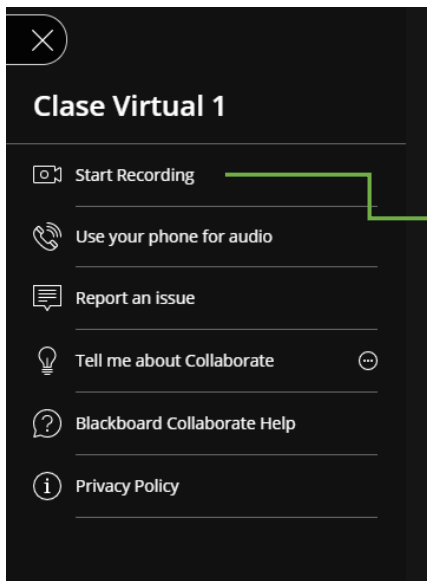 Clase Virtual 1
Start Recording
Use your phone for audio
Report an issue
Tell me about Collaborate
Blackboard Collaborate Help
Privacy Policy